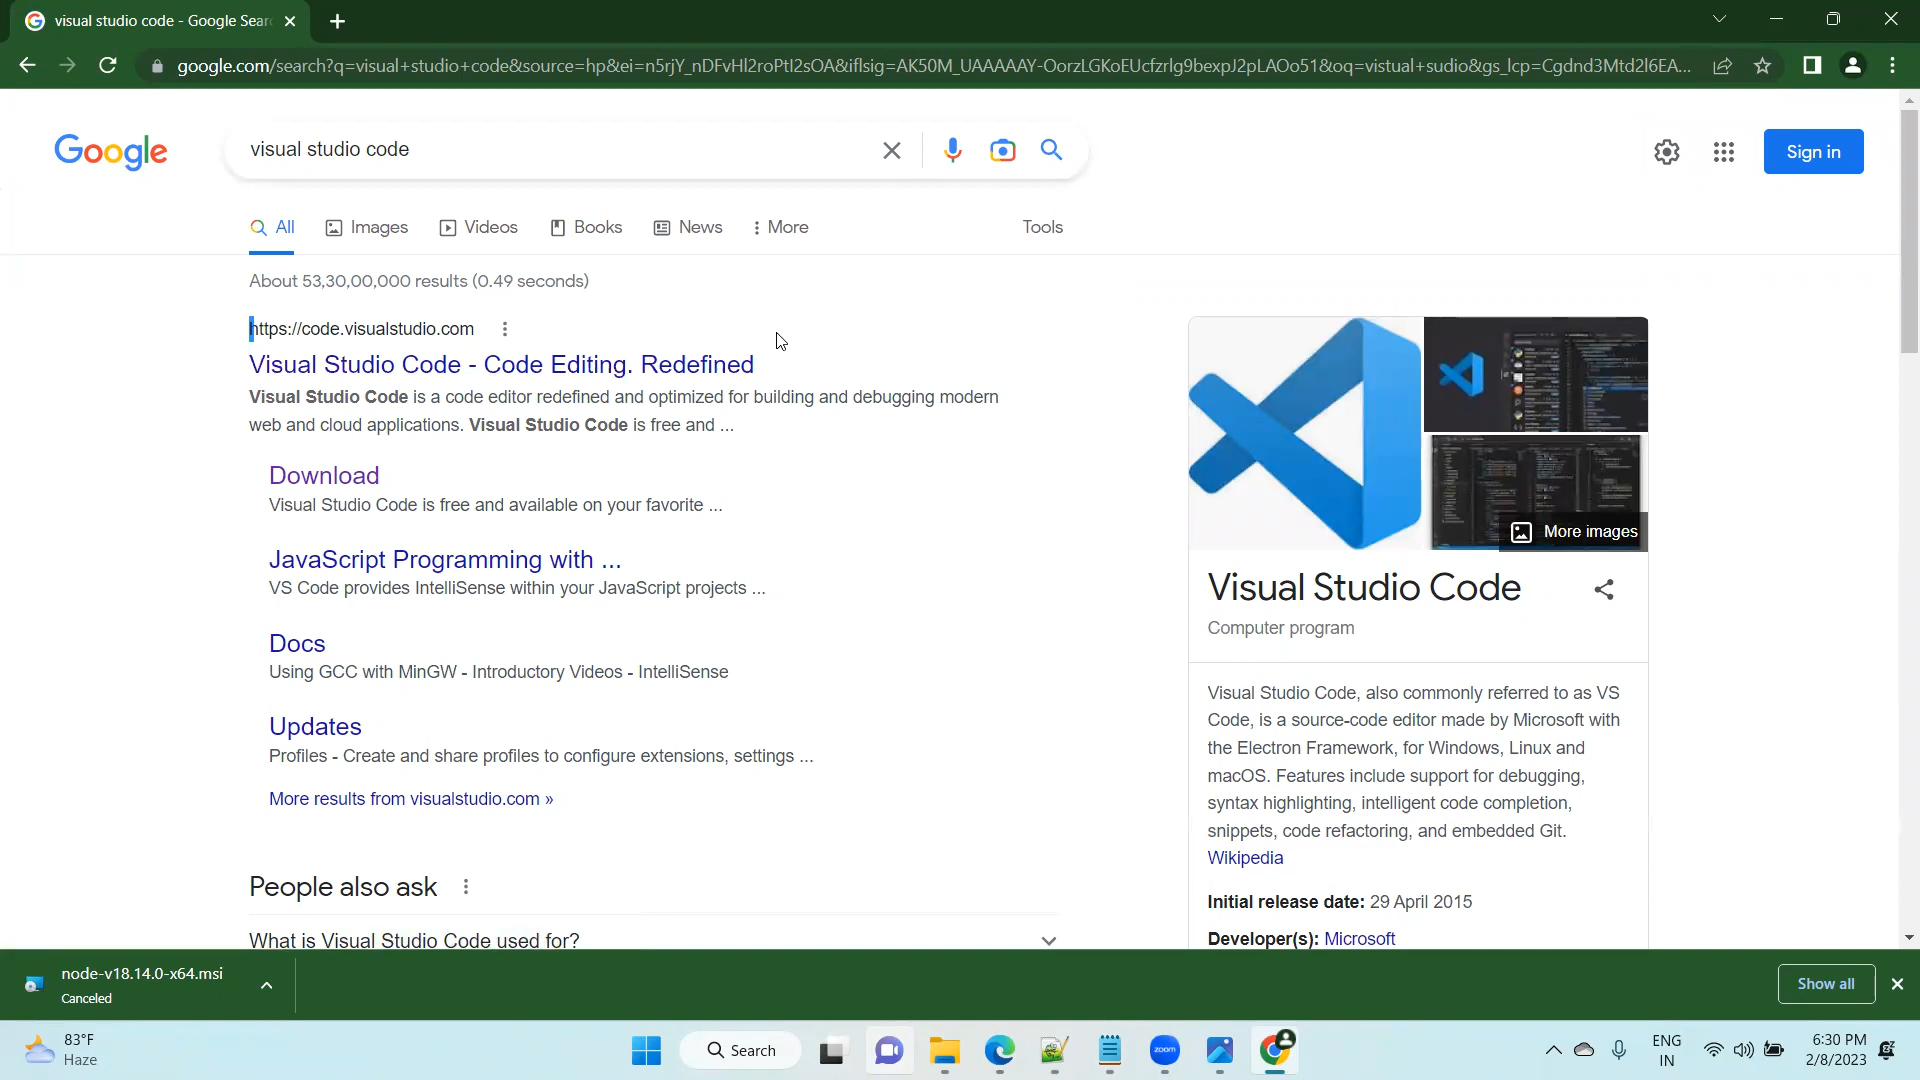 visual studio code - Google Sear
google.com/search?q=visual+studio+code&source=hp&ei=n5rjY_nDFvHl2roPtI2sOA&iflsig=AK50M_UAAAAAY-OorzLGKoEUcfzrlg9bexpJ2pLAOo51&oq=vistual+sudio&gs_lcp=Cgdnd3Mtd2l6EA...
Google
visual studio code
Sign in
All Images Videos Books News More Tools
About 53,30,00,000 results (0.49 seconds)
https://code.visualstudio.com
Visual Studio Code - Code Editing. Redefined
Visual Studio Code is a code editor redefined and optimized for building and debugging modern
web and cloud applications. Visual Studio Code is free and ...
Download
Visual Studio Code is free and available on your favorite ...
JavaScript Programming with ...
VS Code provides IntelliSense within your JavaScript projects ...
Docs
Using GCC with MinGW - Introductory Videos - IntelliSense
Updates
Profiles - Create and share profiles to configure extensions, settings ...
More results from visualstudio.com »
People also ask
What is Visual Studio Code used for?
More images
Visual Studio Code
Computer program
Visual Studio Code, also commonly referred to as VS
Code, is a source-code editor made by Microsoft with
the Electron Framework, for Windows, Linux and
macOS. Features include support for debugging,
syntax highlighting, intelligent code completion,
snippets, code refactoring, and embedded Git.
Wikipedia
Initial release date: 29 April 2015
Developer(s): Microsoft
node-v18.14.0-x64.msi
Canceled
Show all
83°F
Haze
Search
zoom
ENG
IN
6:30 PM
2/8/2023